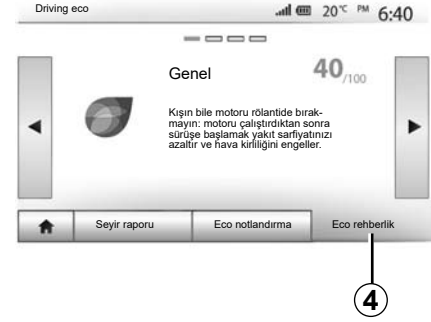 Driving eco
20°C PM 6:40
Genel
40/100
Kışın bile motoru rölantide bırak-
mayın: motoru çalıştırdıktan sonra
sürüşe başlamak yakıt sarfiyatınızı
azaltır ve hava kirliliğini engeller.
Seyir raporu
Eco notlandırma
Eco rehberlik
4